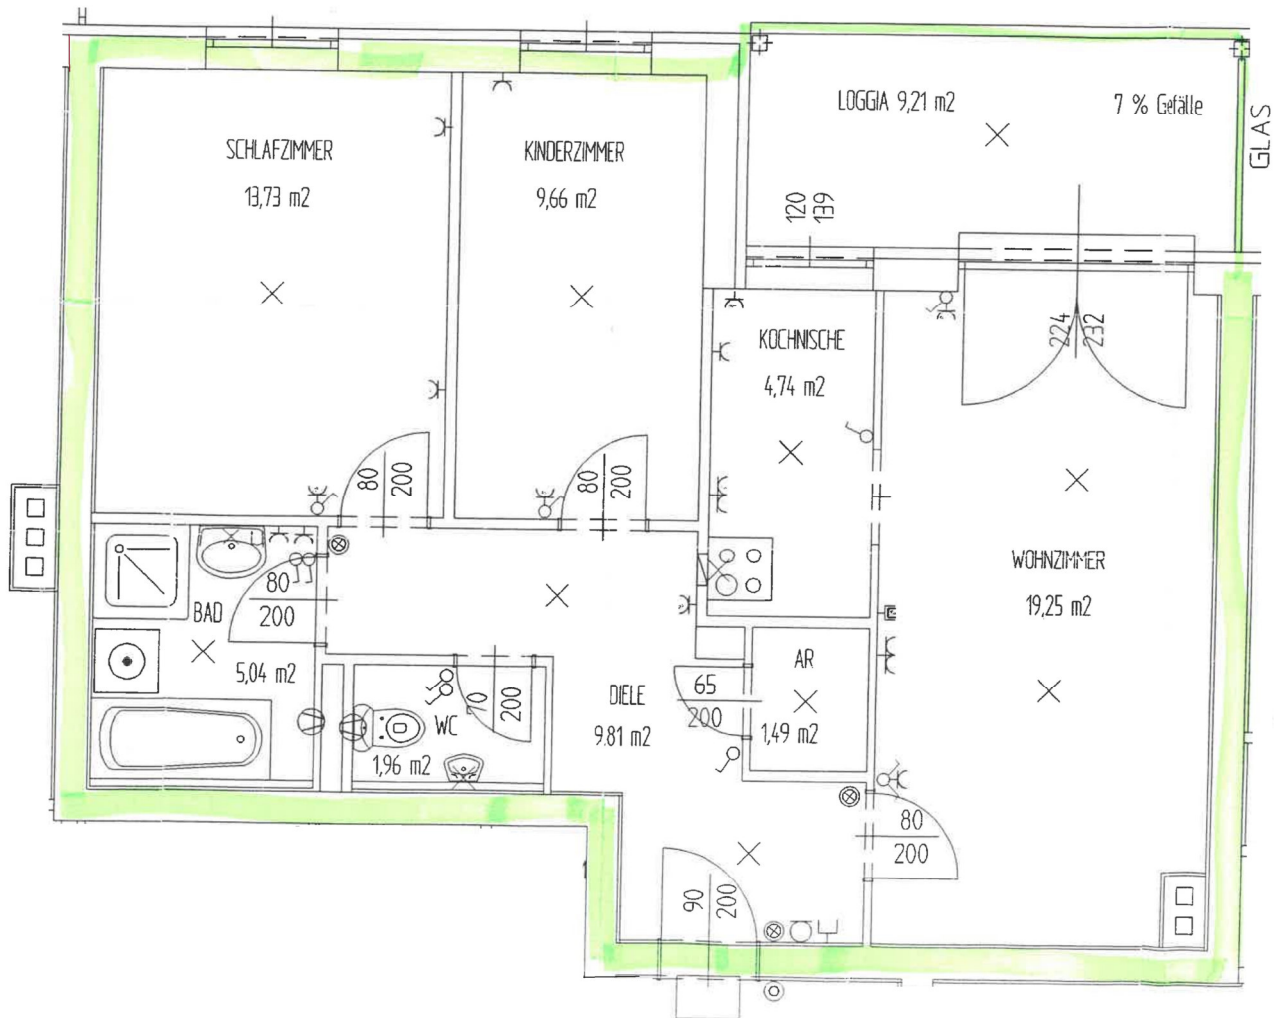 LOGGIA 9,21 m2
7 % Gefälle
GLAS
SCHLAFZIMMER
13,73 m2
KINDERZIMMER
9,66 m2
120
139
224
232
KOCHNISCHE
4,74 m2
80
200
80
200
WOHNZIMMER
19,25 m2
80
200
BAD
5,04 m2
AR
1,49 m2
65
200
DIELE
9.81 m2
70
200
WC
1,96 m2
80
200
90
200